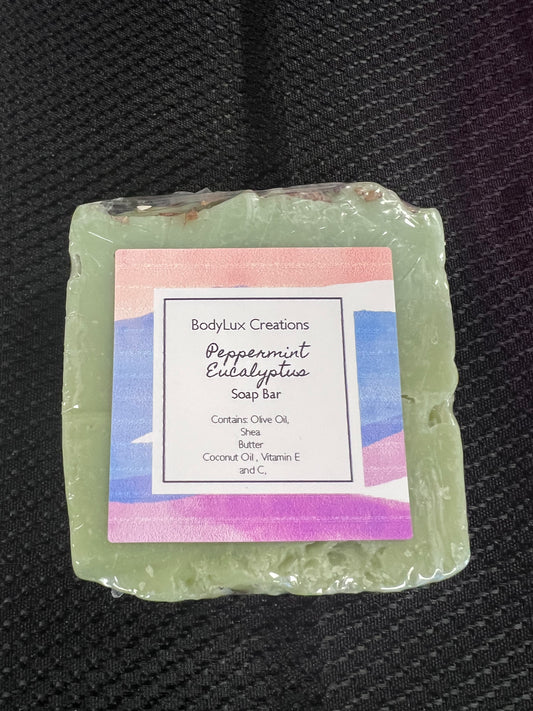 BodyLux Creations
Peppermint
Eucalyptus
Soap Bar
Contains: Olive Oil,
Shea
Butter
Coconut Oil , Vitamin E
and C,